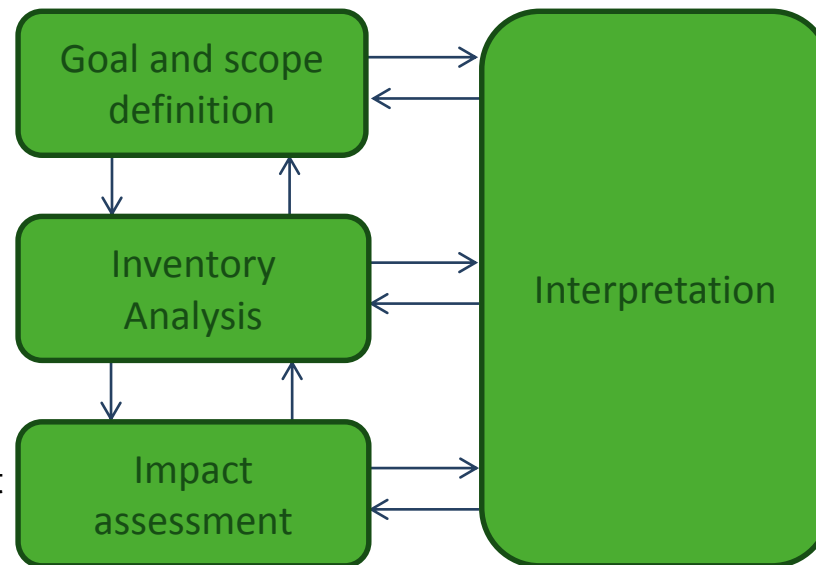 Goal and scope
definition
Inventory
Analysis
Interpretation
Impact
assessment